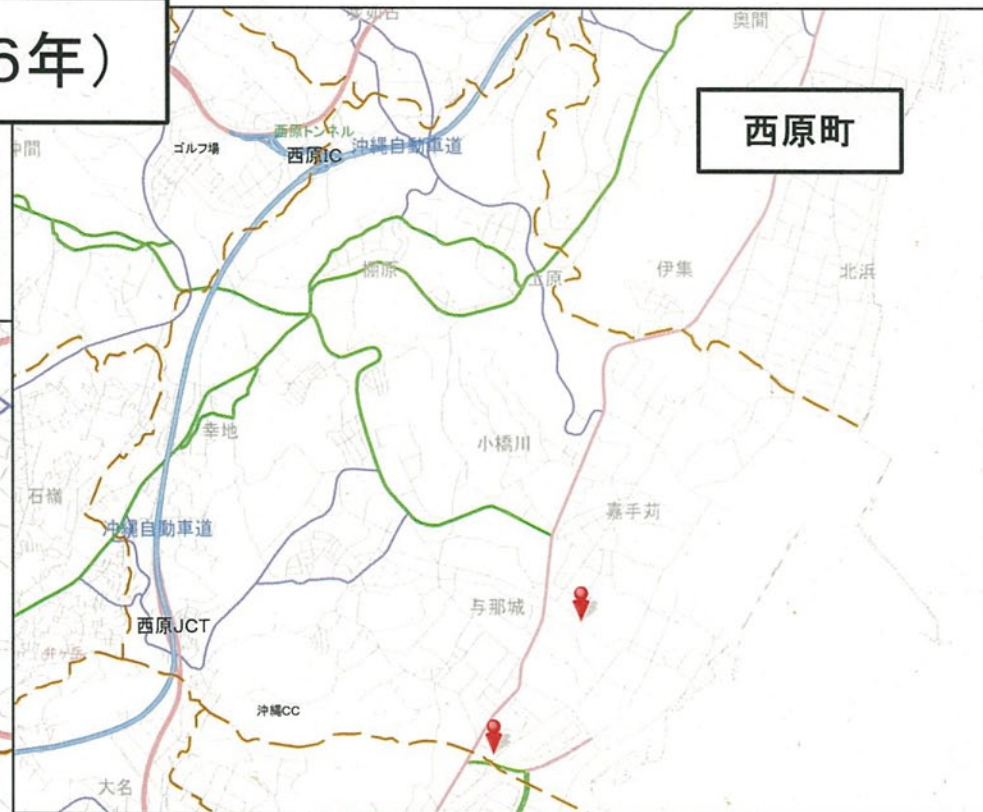 6年)
奥間
西原町
西原トンネル
ゴルフ場
西原IC
沖縄自動車道
棚原
上原
伊集
北浜
幸地
小橋川
石嶺
嘉手苅
沖縄自動車道
与那城
西原JCT
弁ヶ岳
沖縄CC
大名